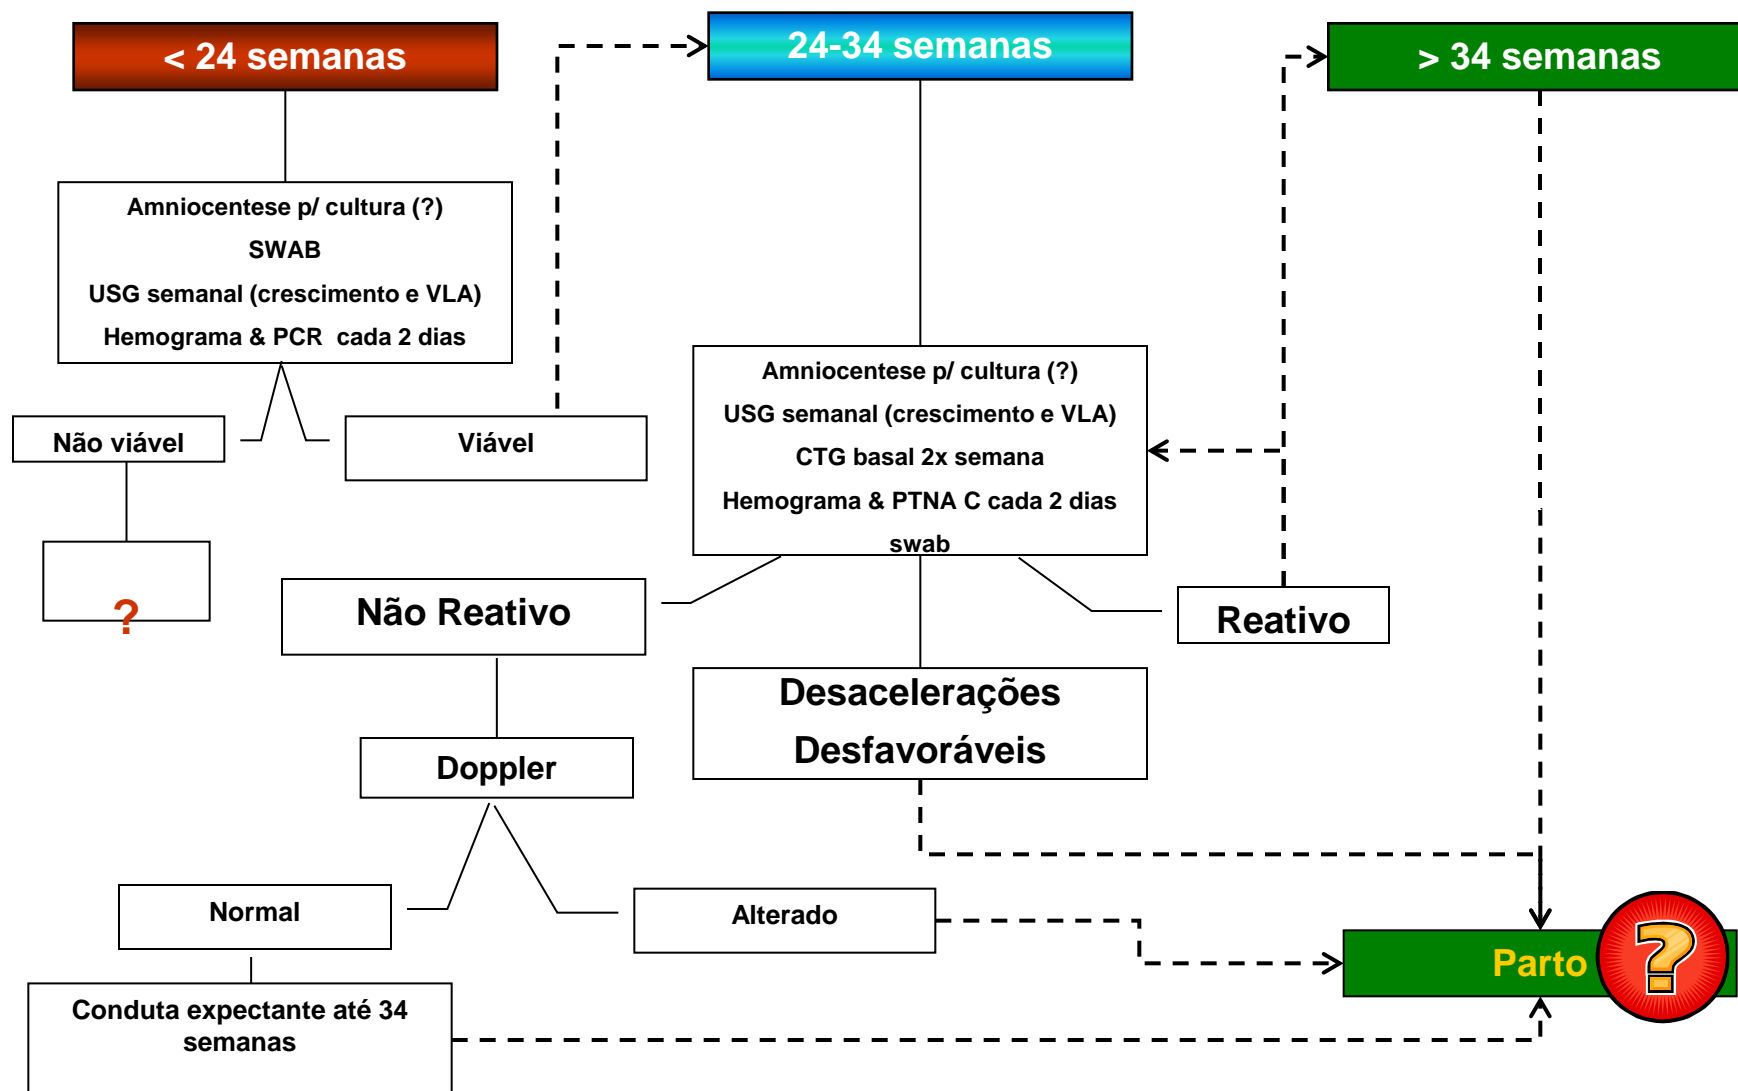 < 24 semanas
24-34 semanas
> 34 semanas
Amniocentese p/ cultura (?)
SWAB
USG semanal (crescimento e VLA)
Hemograma & PCR cada 2 dias
Não viável
Viável
?
Amniocentese p/ cultura (?)
USG semanal (crescimento e VLA)
CTG basal 2x semana
Hemograma & PTNA C cada 2 dias
swab
Não Reativo
Reativo
Desacelerações
Desfavoráveis
Doppler
Normal
Alterado
Parto
?
Conduta expectante até 34
semanas